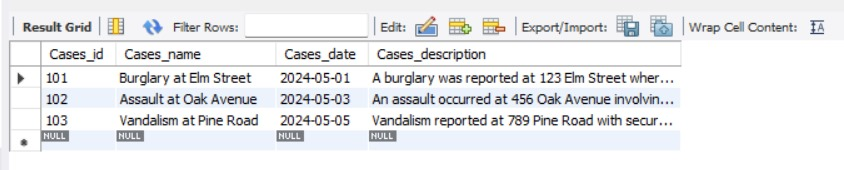 Result Grid Filter Rows: Edit: Export/Import: Wrap Cell Content: IA
Cases_id Cases_name Cases_date Cases_description
101 Burglary at Elm Street 2024-05-01 A burglary was reported at 123 Elm Street wher...
102 Assault at Oak Avenue 2024-05-03 An assault occurred at 456 Oak Avenue involvin...
103 Vandalism at Pine Road 2024-05-05 Vandalism reported at 789 Pine Road with secur...
NULL NULL NULL NULL